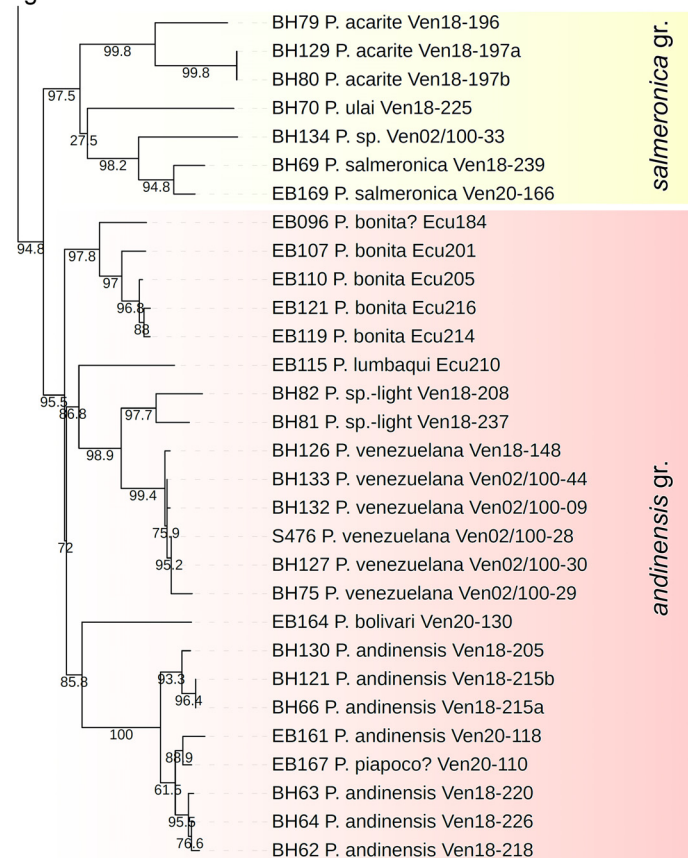 BH79 P. acarite Ven18-196
99.8
BH129 P. acarite Ven18-197a
99.8
BH80 P. acarite Ven18-197b
97.5
BH70 P. ulai Ven18-225
27.5
BH134 P. sp. Ven02/100-33
98.2
BH69 P. salmeronica Ven18-239
94.8
EB169 P. salmeronica Ven20-166
salmeronica gr.
94.8
EB096 P. bonita? Ecu184
97.8
EB107 P. bonita Ecu201
97
EB110 P. bonita Ecu205
96.8
EB121 P. bonita Ecu216
88
EB119 P. bonita Ecu214
EB115 P. lumbaqui Ecu210
95.5
86.8
BH82 P. sp.-light Ven18-208
97.7
BH81 P. sp.-light Ven18-237
98.9
BH126 P. venezuelana Ven18-148
BH133 P. venezuelana Ven02/100-44
99.4
BH132 P. venezuelana Ven02/100-09
75.9
S476 P. venezuelana Ven02/100-28
72
BH127 P. venezuelana Ven02/100-30
95.2
BH75 P. venezuelana Ven02/100-29
EB164 P. bolivari Ven20-130
BH130 P. andinensis Ven18-205
85.8
93.3
BH121 P. andinensis Ven18-215b
96.4
BH66 P. andinensis Ven18-215a
100
EB161 P. andinensis Ven20-118
88.9
EB167 P. piapoco? Ven20-110
61.5
BH63 P. andinensis Ven18-220
95.5
BH64 P. andinensis Ven18-226
76.6
BH62 P. andinensis Ven18-218
andinensis gr.